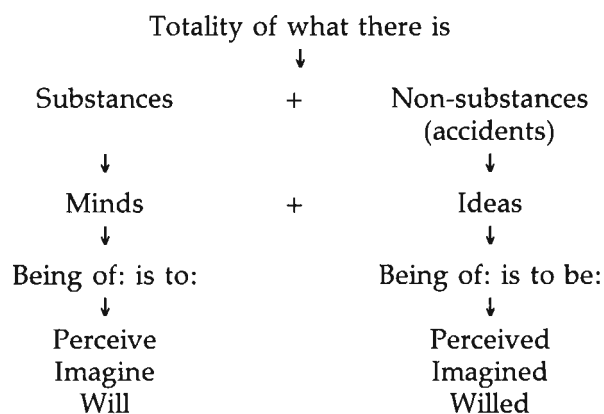 Totality of what there is
↓
Substances + Non-substances
(accidents)
↓ ↓
Minds + Ideas
↓ ↓
Being of: is to: Being of: is to be:
↓ ↓
Perceive Perceived
Imagine Imagined
Will Willed